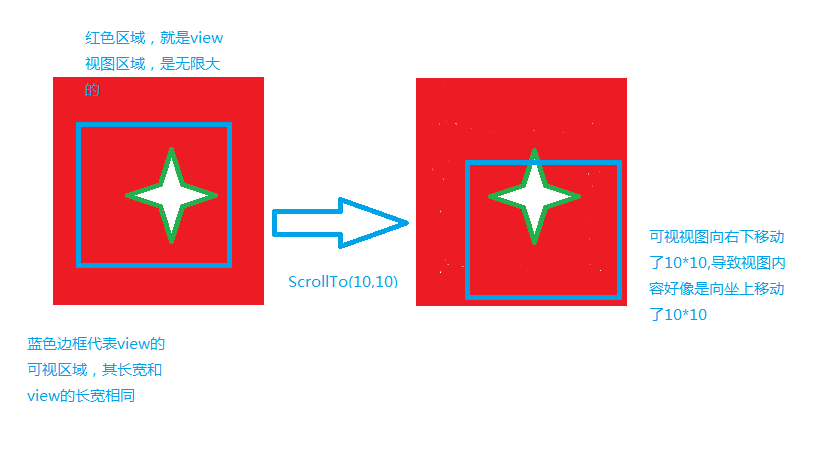 红色区域，就是view
视图区域，是无限大
的
ScrollTo(10,10)
可视视图向右下移动
了10*10,导致视图内
容好像是向坐上移动
了10*10
蓝色边框代表view的
可视区域，其长宽和
view的长宽相同